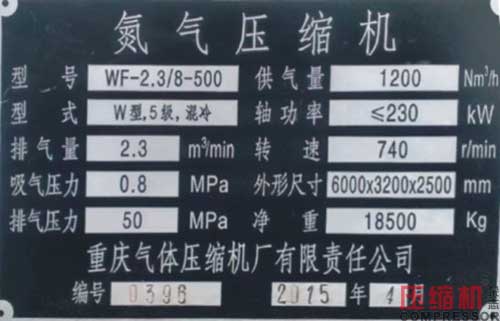 氮气压缩机
型号 WF-2.3/8-500 供气量 1200 Nm³/h
型式 W型,5级,混冷 轴功率 ≤230 kW
排气量 2.3 m³/min 转速 740 r/min
吸气压力 0.8 MPa 外形尺寸 6000x3200x2500 mm
排气压力 50 MPa 净重 18500 Kg
重庆气体压缩机厂有限责任公司
编号 0396 2015 年 4 月
压缩机
COMPRESSOR